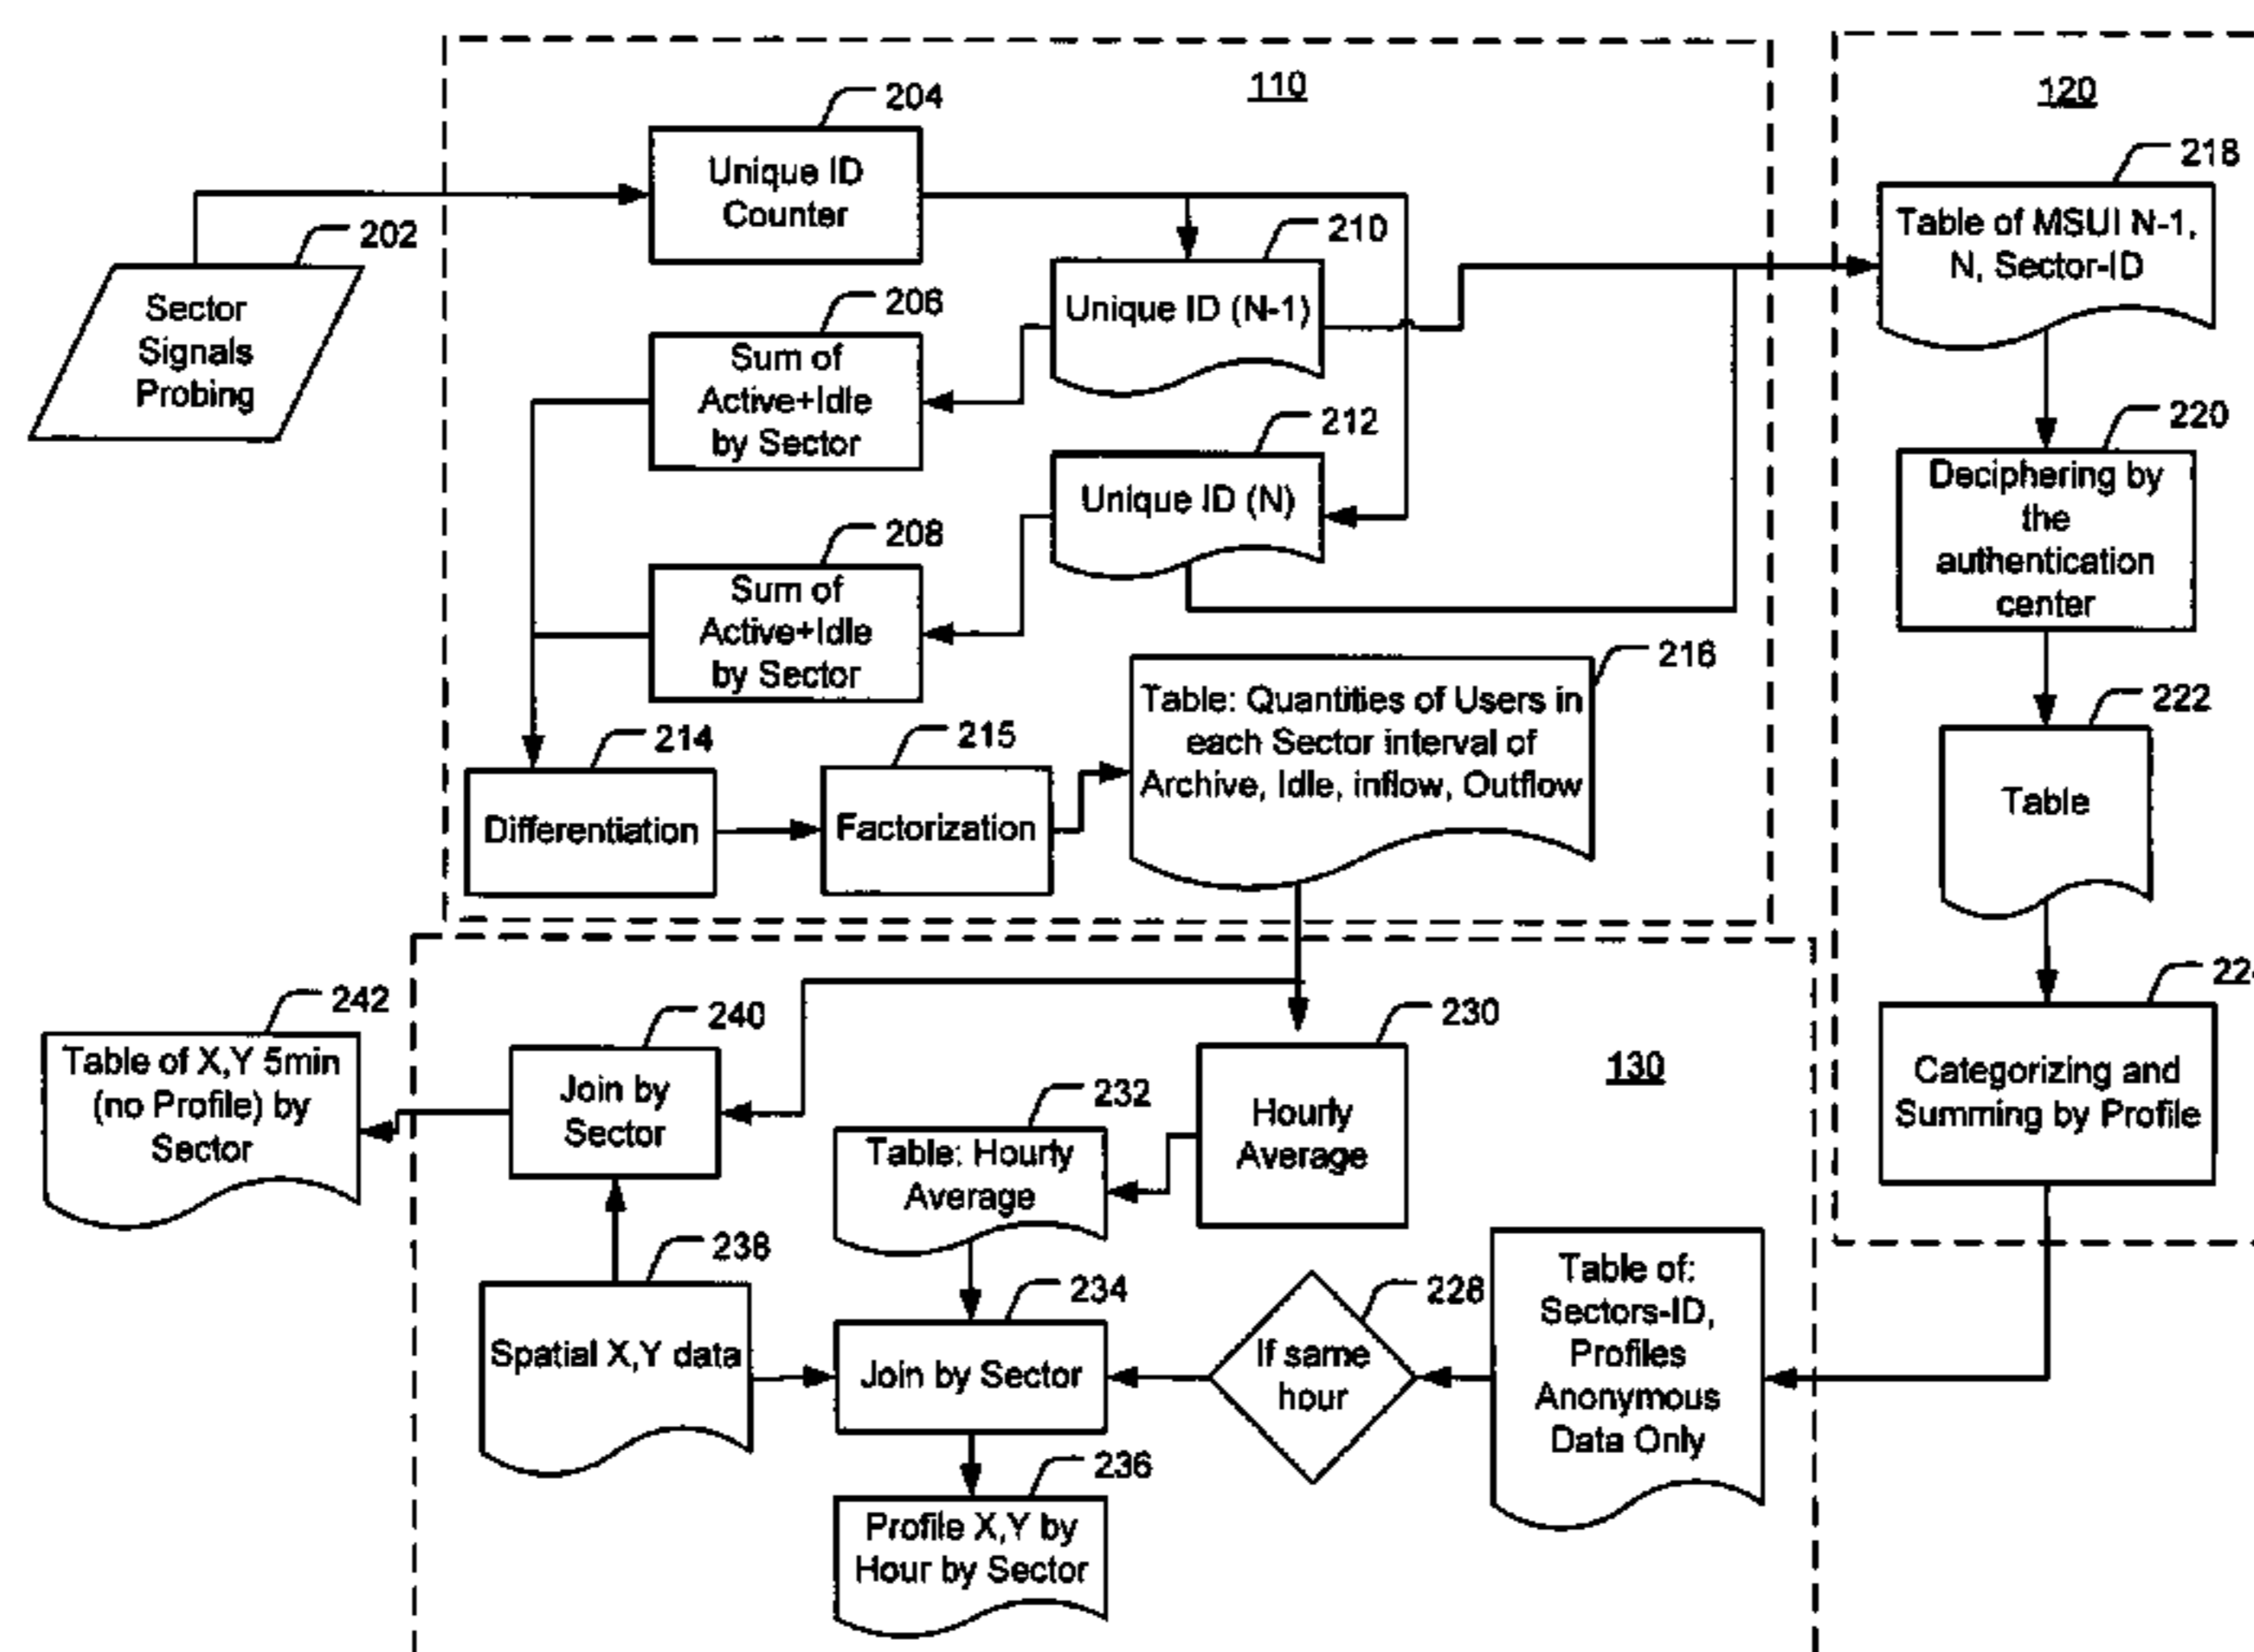 110
120
204
Unique ID
Counter
202
Sector
Signals
Probing
210
Unique ID (N-1)
206
Sum of
Active+Idle
by Sector
212
Unique ID (N)
208
Sum of
Active+Idle
by Sector
218
Table of MSUI N-1,
N, Sector-ID
220
Deciphering by
the
authentication
center
216
Table: Quantities of Users in
each Sector interval of
Archive, Idle, inflow, Outflow
214
Differentiation
215
Factorization
222
Table
224
Categorizing and
Summing by Profile
242
Table of X,Y 5min
(no Profile) by
Sector
240
Join by
Sector
230
Hourly
Average
130
232
Table: Hourly
Average
238
Spatial X,Y data
234
Join by Sector
228
If same
hour
Table of:
Sectors-ID,
Profiles
Anonymous
Data Only
236
Profile X,Y by
Hour by Sector